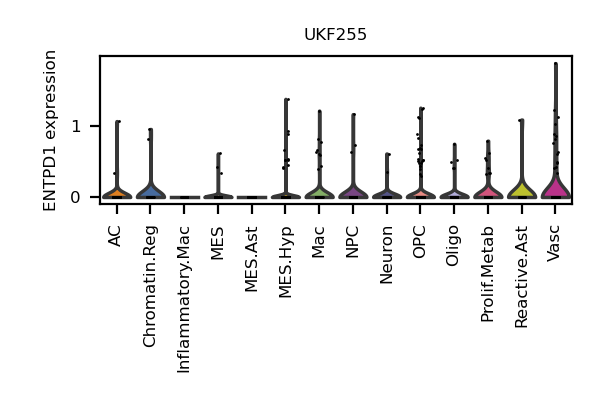 UKF255
ENTPD1 expression
1
0
AC
Chromatin.Reg
Inflammatory.Mac
MES
MES.Ast
MES.Hyp
Mac
NPC
Neuron
OPC
Oligo
Prolif.Metab
Reactive.Ast
Vasc